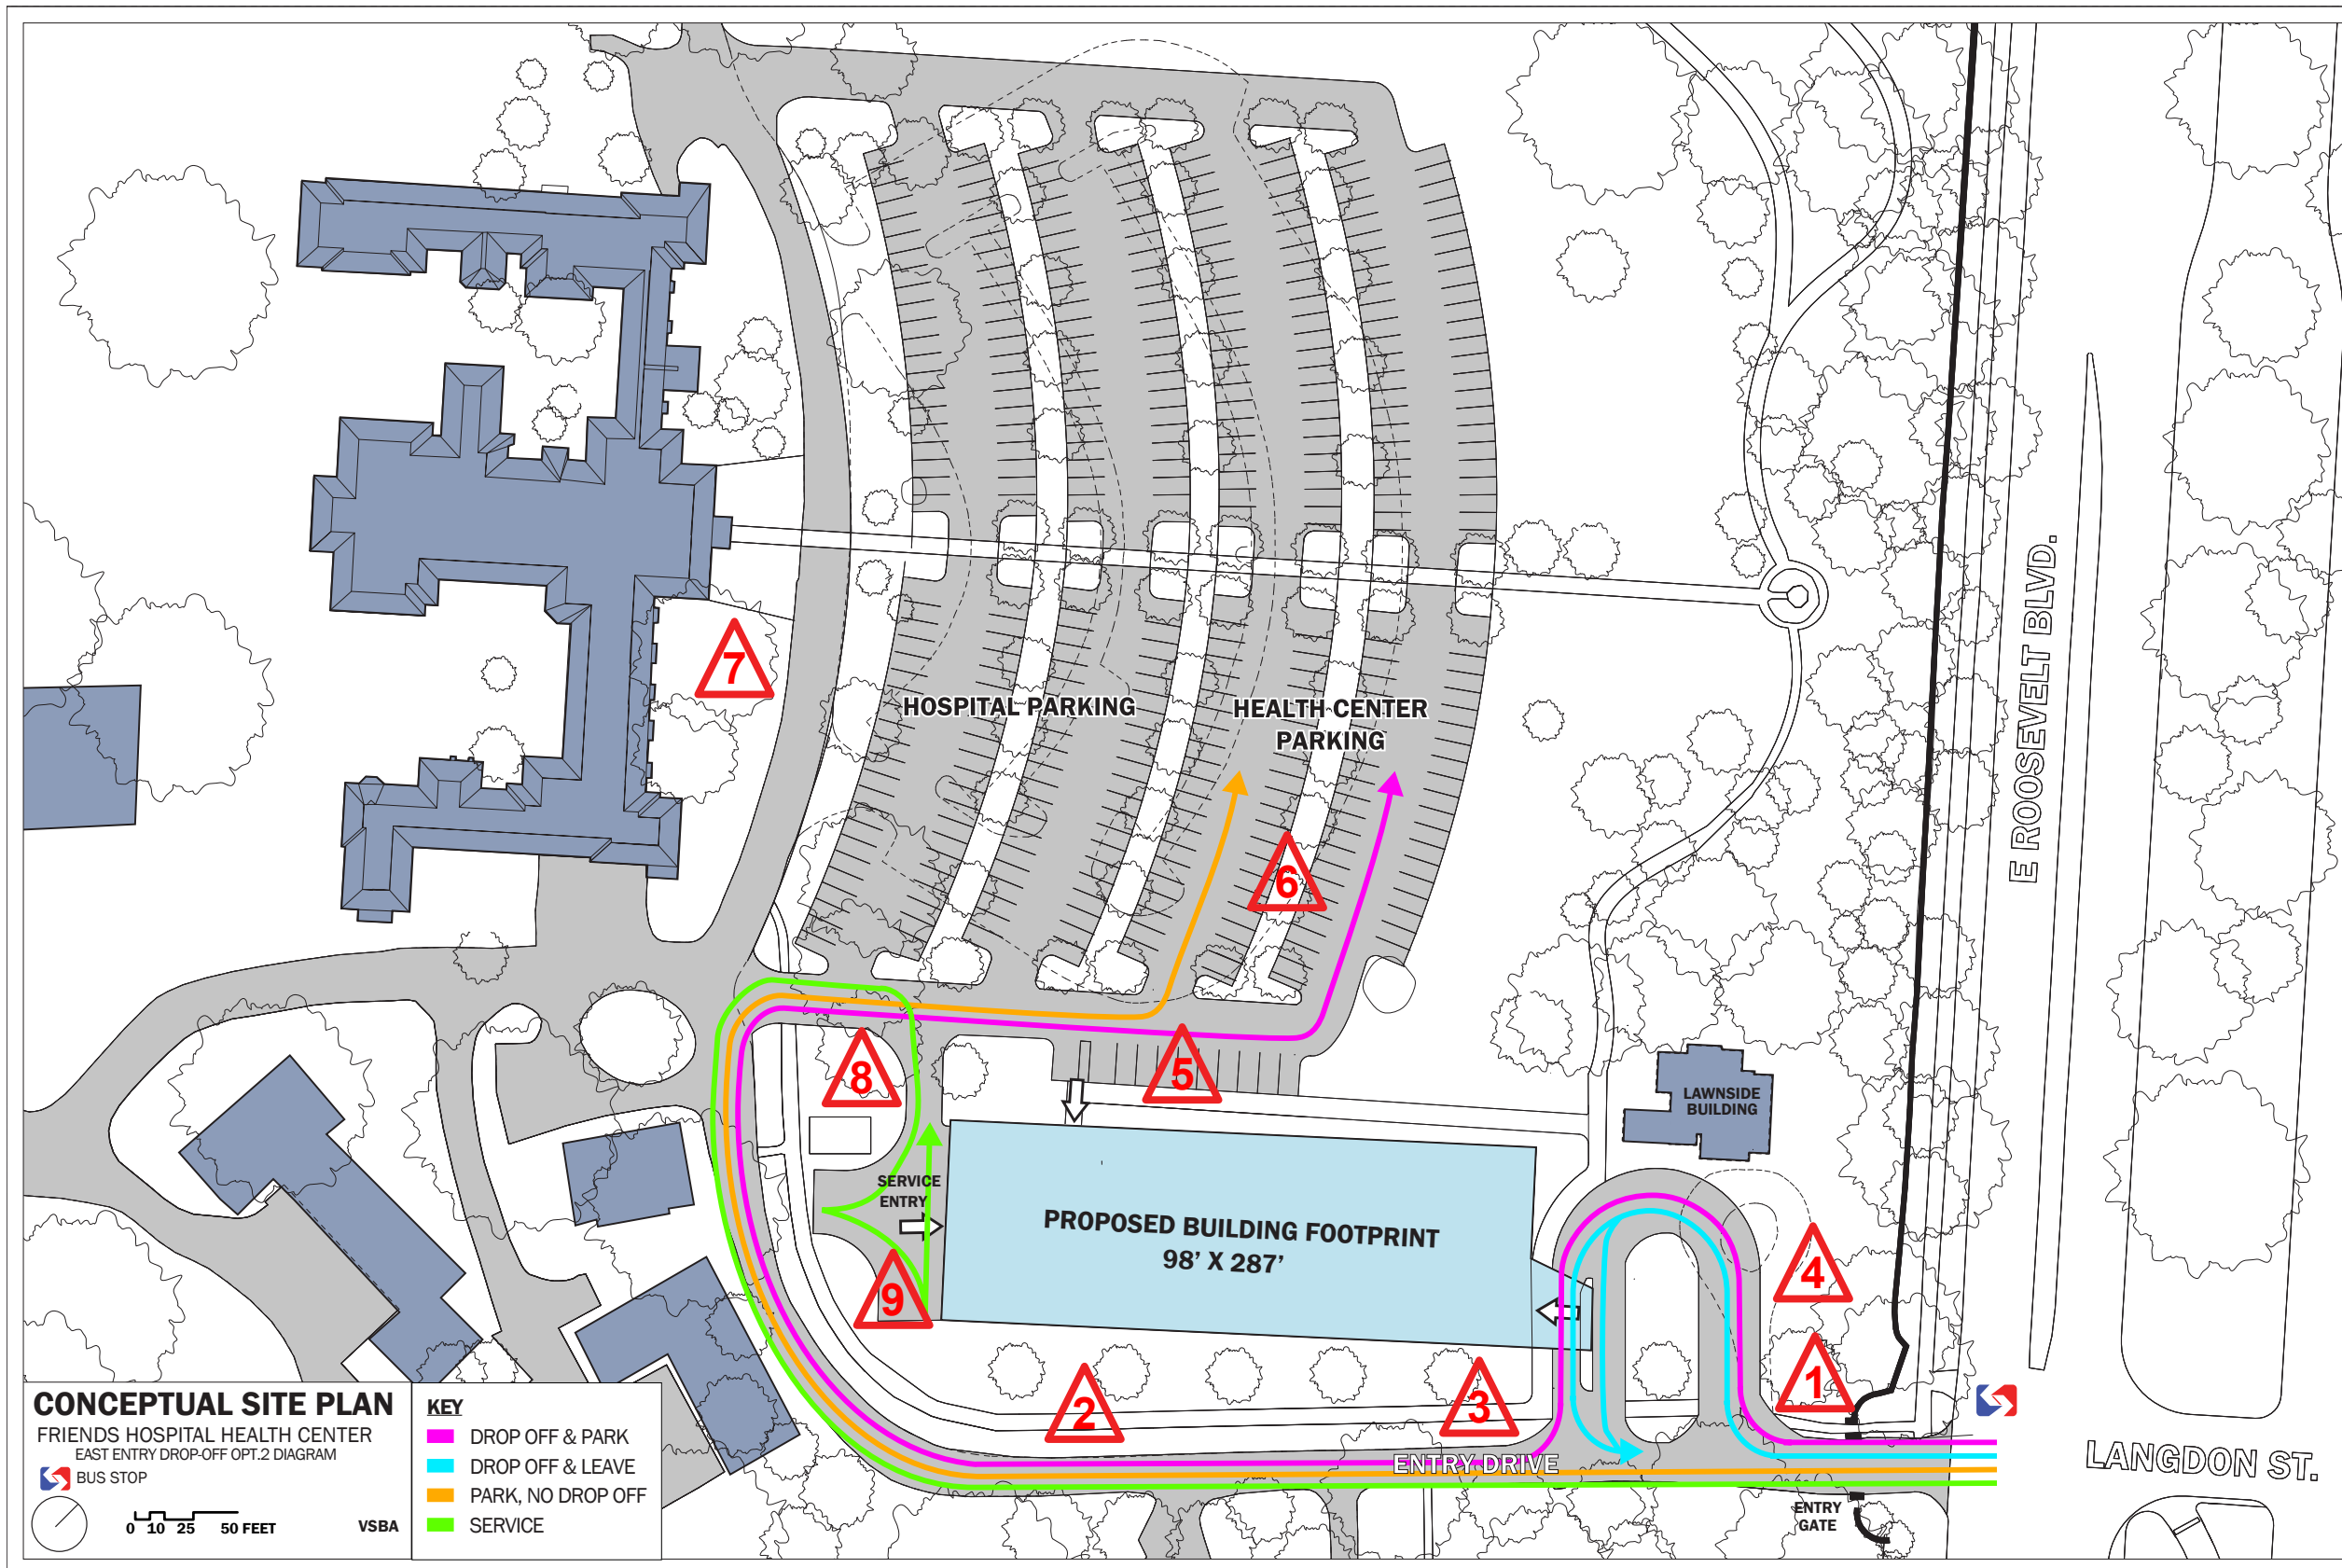 7
HOSPITAL PARKING
HEALTH CENTER
PARKING
E ROOSEVELT BLVD.
6
8
5
LAWNSIDE
BUILDING
SERVICE
ENTRY
PROPOSED BUILDING FOOTPRINT
98’ X 287’
9
4
1
2
3
ENTRY DRIVE
LANGDON ST.
ENTRY
GATE
CONCEPTUAL SITE PLAN
FRIENDS HOSPITAL HEALTH CENTER
EAST ENTRY DROP-OFF OPT.2 DIAGRAM
BUS STOP
0 10 25 50 FEET
VSBA
KEY
DROP OFF & PARK
DROP OFF & LEAVE
PARK, NO DROP OFF
SERVICE